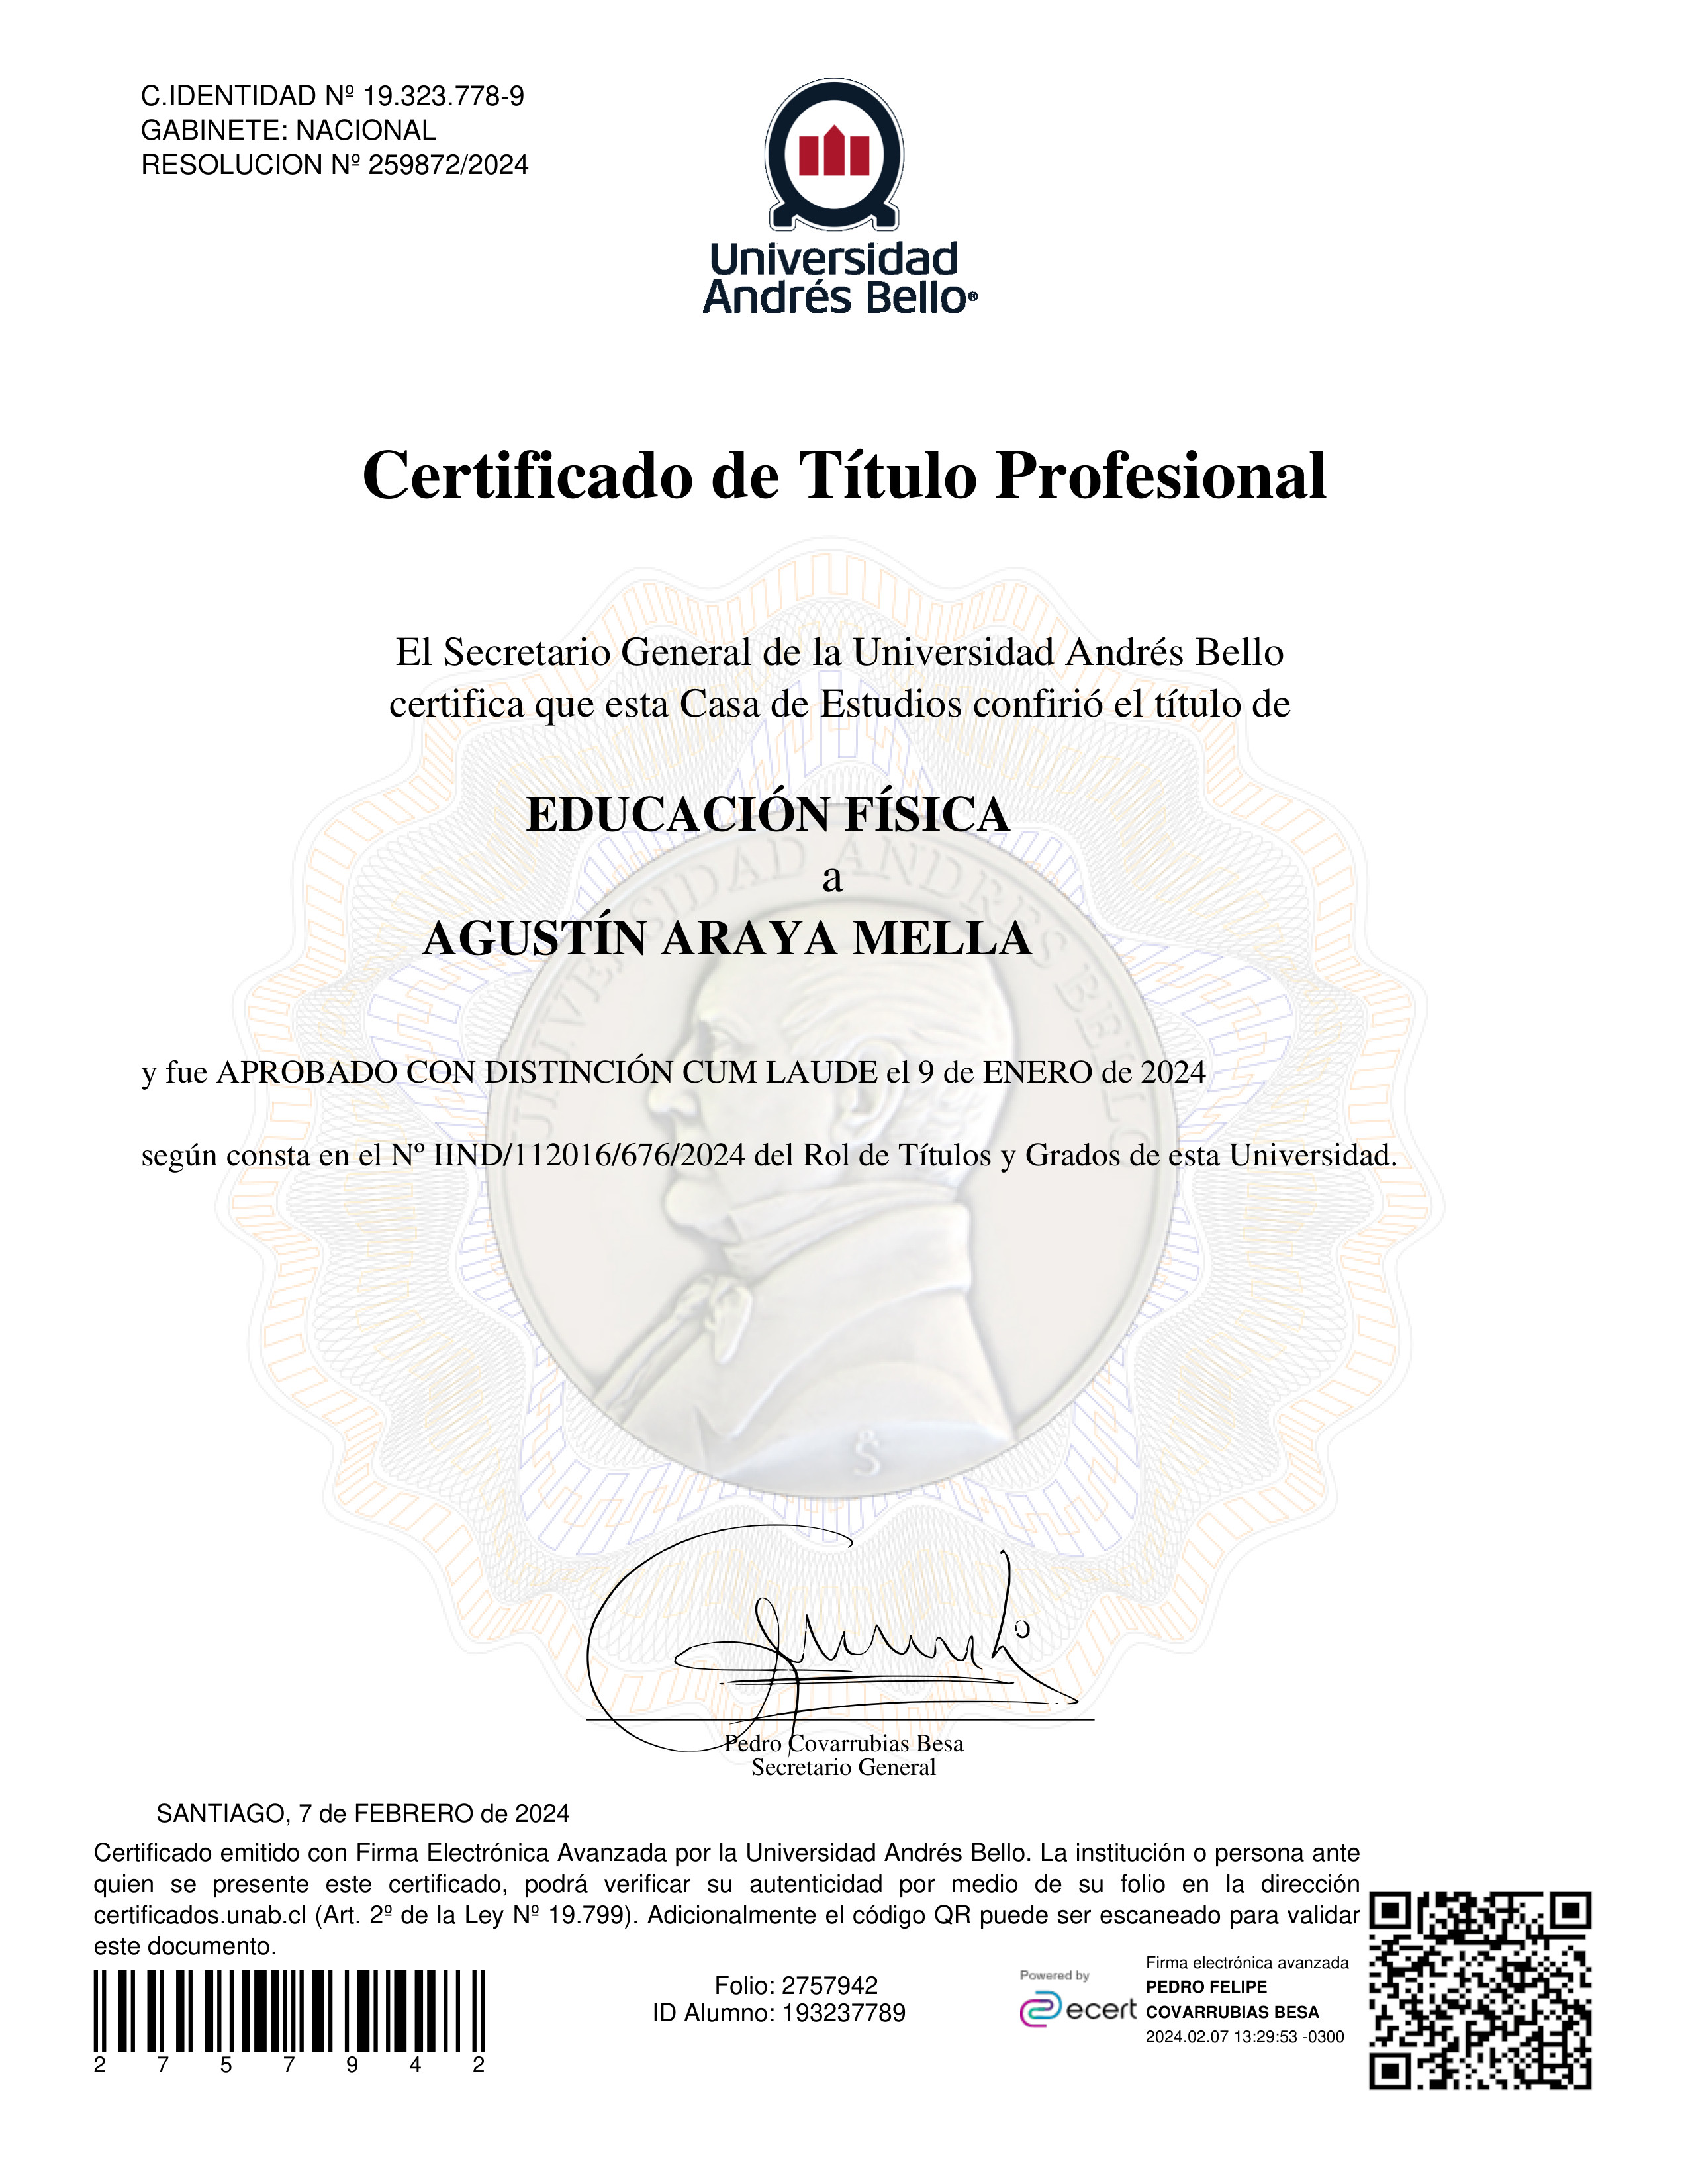 C.IDENTIDAD Nº 19.323.778-9
GABINETE: NACIONAL
RESOLUCION Nº 259872/2024
Universidad
Andrés Bello®
Certificado de Título Profesional
El Secretario General de la Universidad Andrés Bello
certifica que esta Casa de Estudios confirió el título de
EDUCACIÓN FÍSICA
a
AGUSTÍN ARAYA MELLA
UNIVERSIDAD ANDRES BELLO
y fue APROBADO CON DISTINCIÓN CUM LAUDE el 9 de ENERO de 2024
según consta en el Nº IIND/112016/676/2024 del Rol de Títulos y Grados de esta Universidad.
Pedro Covarrubias Besa
Secretario General
SANTIAGO, 7 de FEBRERO de 2024
Certificado emitido con Firma Electrónica Avanzada por la Universidad Andrés Bello. La institución o persona ante
quien se presente este certificado, podrá verificar su autenticidad por medio de su folio en la dirección
certificados.unab.cl (Art. 2º de la Ley Nº 19.799). Adicionalmente el código QR puede ser escaneado para validar
este documento.
2 7 5 7 9 4 2
Folio: 2757942
ID Alumno: 193237789
Powered by
ecert
Firma electrónica avanzada
PEDRO FELIPE
COVARRUBIAS BESA
2024.02.07 13:29:53 -0300